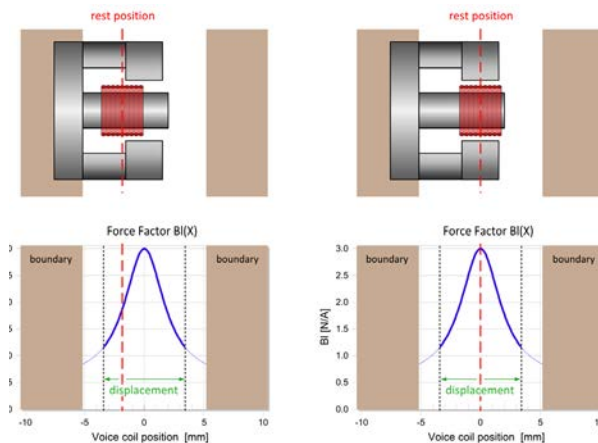 rest position
rest position
Force Factor Bl(X)
boundary
boundary
displacement
-10
-5
0
5
10
Voice coil position [mm]
Force Factor Bl(X)
3.0
2.5
2.0
1.5
1.0
0.5
0.0
Bl [N/A]
boundary
boundary
displacement
-10
-5
0
5
10
Voice coil position [mm]